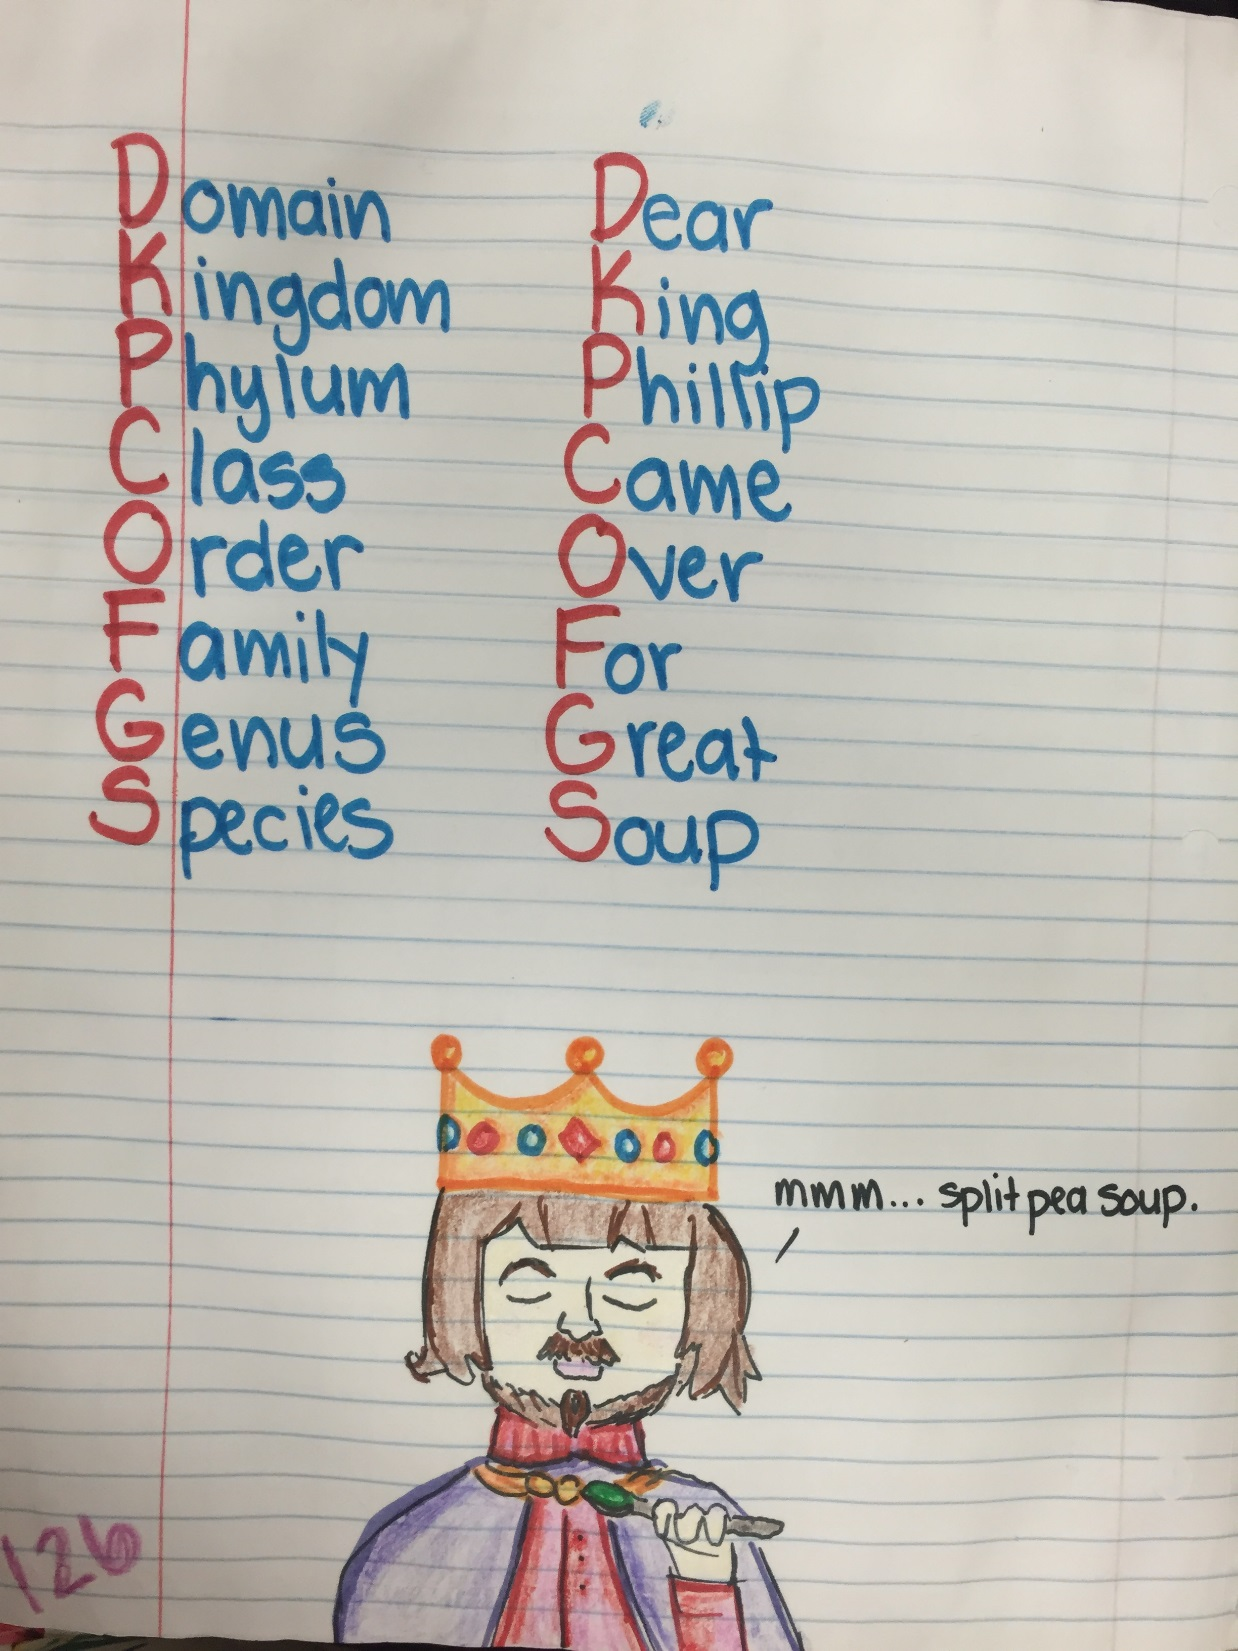 Domain
Kingdom
Phylum
Class
Order
Family
Genus
Species
Dear
King
Phillip
Came
Over
For
Great
Soup
mmm... split pea soup.
126